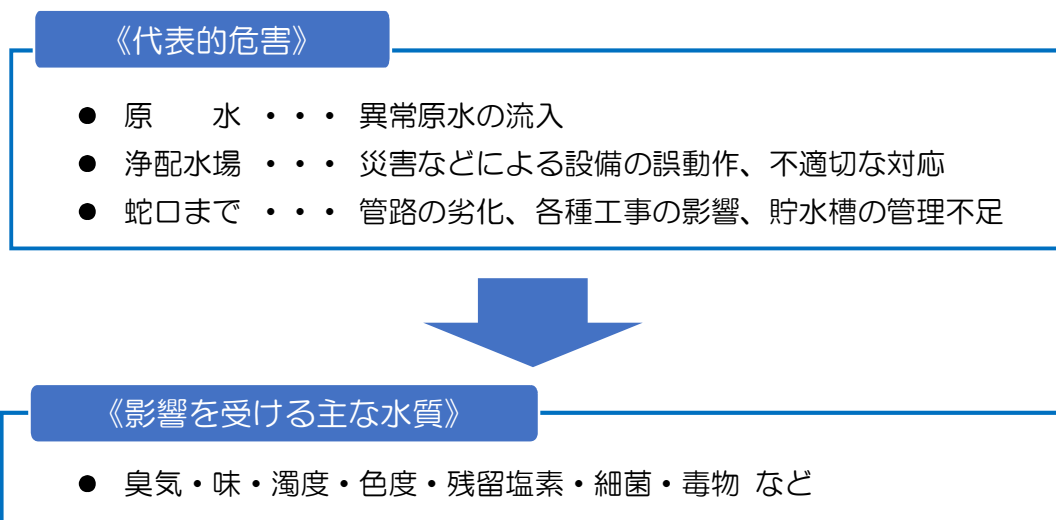 《代表的危害》
● 原　　水 ・・・ 異常原水の流入
● 浄配水場 ・・・ 災害などによる設備の誤動作、不適切な対応
● 蛇口まで ・・・ 管路の劣化、各種工事の影響、貯水槽の管理不足
《影響を受ける主な水質》
● 臭気・味・濁度・色度・残留塩素・細菌・毒物 など